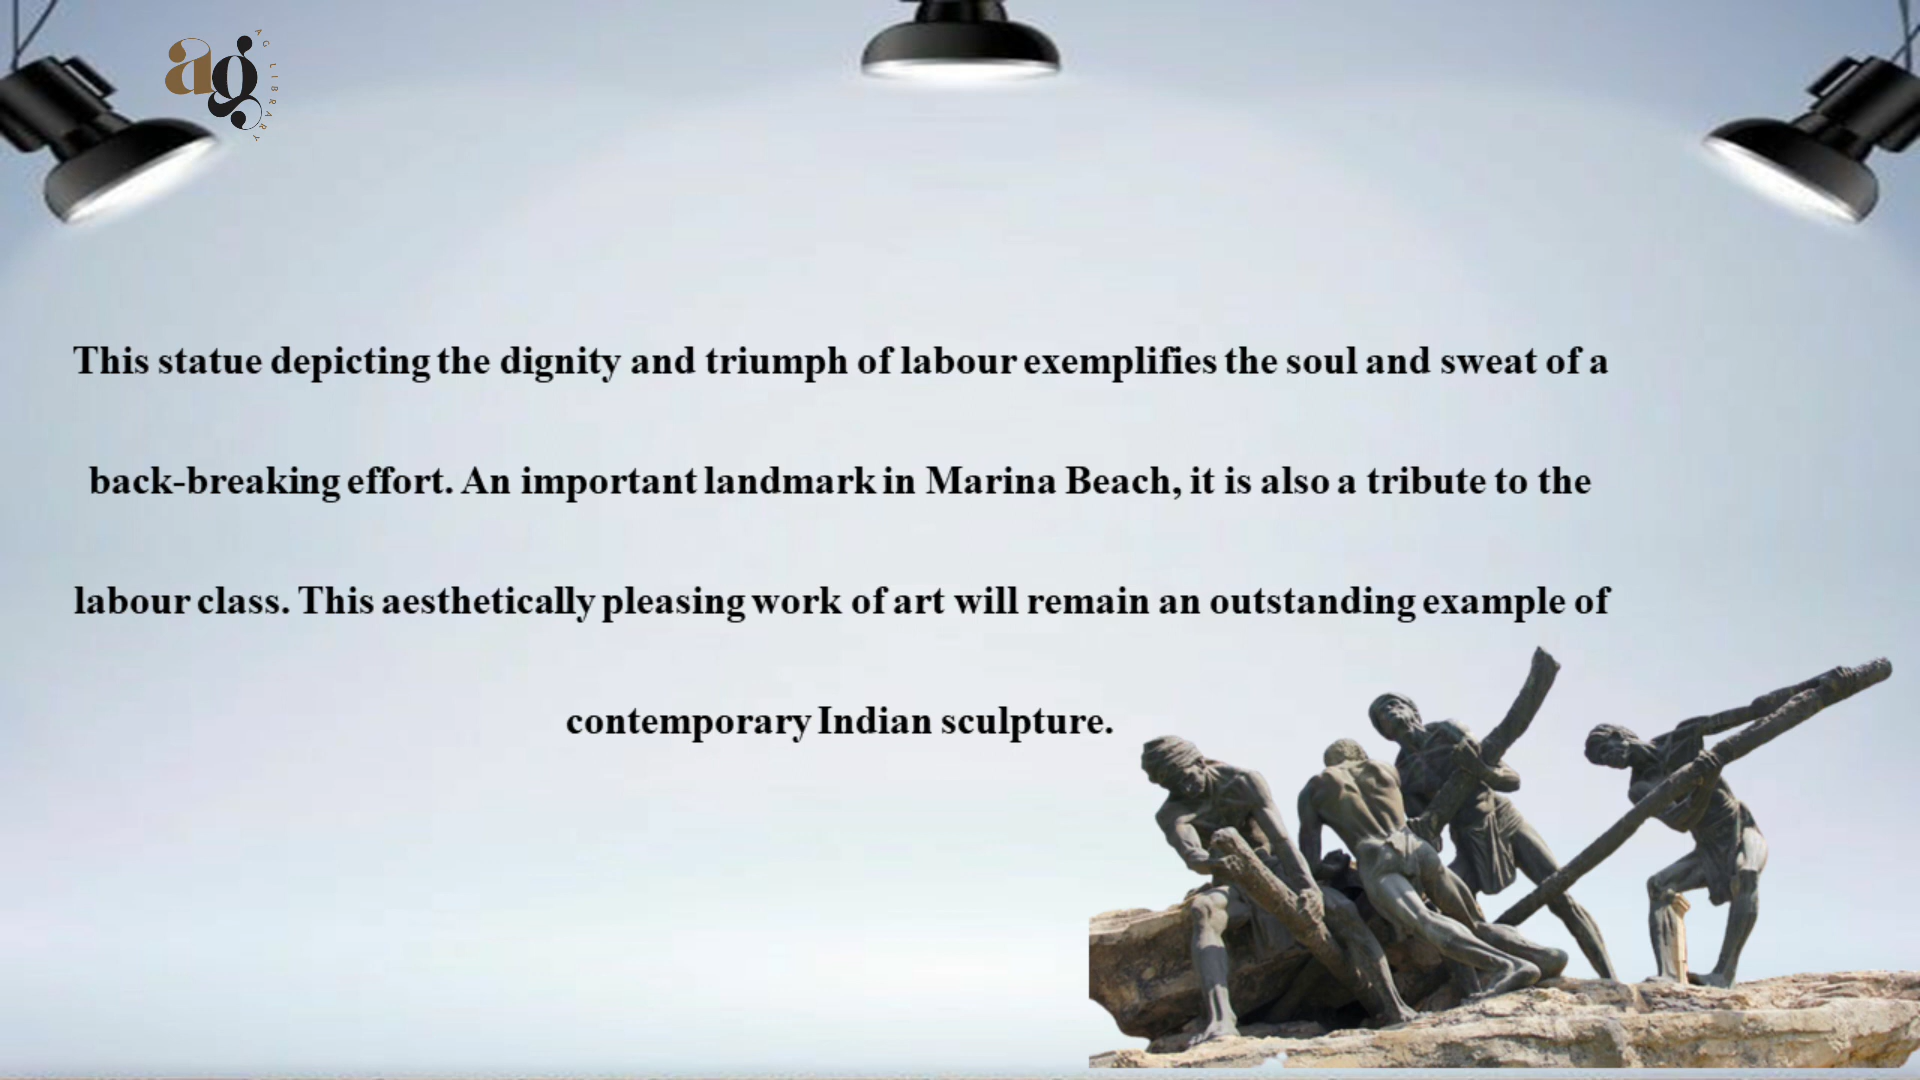 ag
AG LIBRARY
This statue depicting the dignity and triumph of labour exemplifies the soul and sweat of a
back-breaking effort. An important landmark in Marina Beach, it is also a tribute to the
labour class. This aesthetically pleasing work of art will remain an outstanding example of
contemporary Indian sculpture.